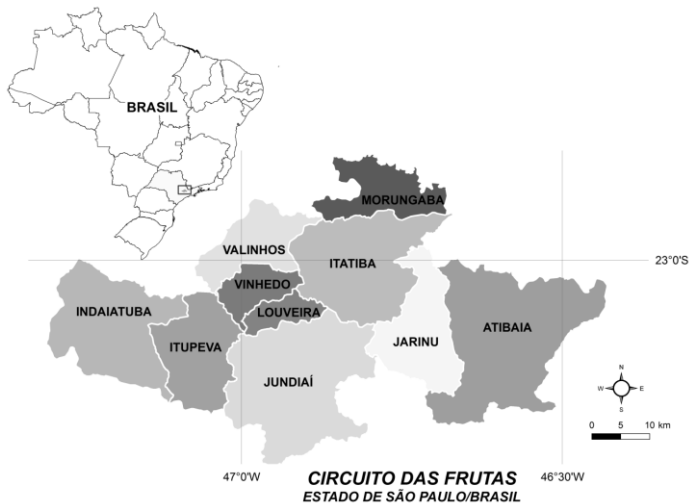 BRASIL
MORUNGABA
VALINHOS
ITATIBA
23°0'S
VINHEDO
INDAIATUBA
LOUVEIRA
ATIBAIA
ITUPEVA
JARINU
JUNDIAÍ
N
W E
S
0 5 10 km
47°0'W
46°30'W
CIRCUITO DAS FRUTAS
ESTADO DE SÃO PAULO/BRASIL